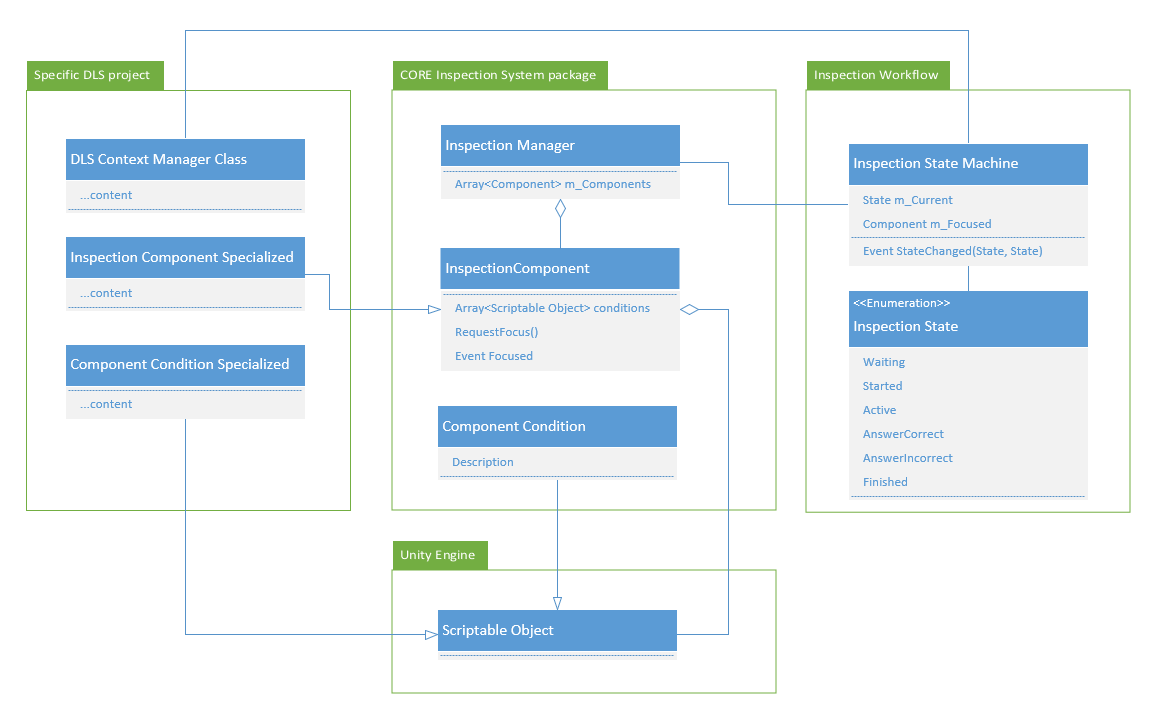 Specific DLS project
DLS Context Manager Class
...content
Inspection Component Specialized
...content
Component Condition Specialized
...content
CORE Inspection System package
Inspection Manager
Array<Component> m_Components
InspectionComponent
Array<Scriptable Object> conditions
RequestFocus()
Event Focused
Component Condition
Description
Inspection Workflow
Inspection State Machine
State m_Current
Component m_Focused
Event StateChanged(State, State)
<<Enumeration>>
Inspection State
Waiting
Started
Active
AnswerCorrect
AnswerIncorrect
Finished
Unity Engine
Scriptable Object